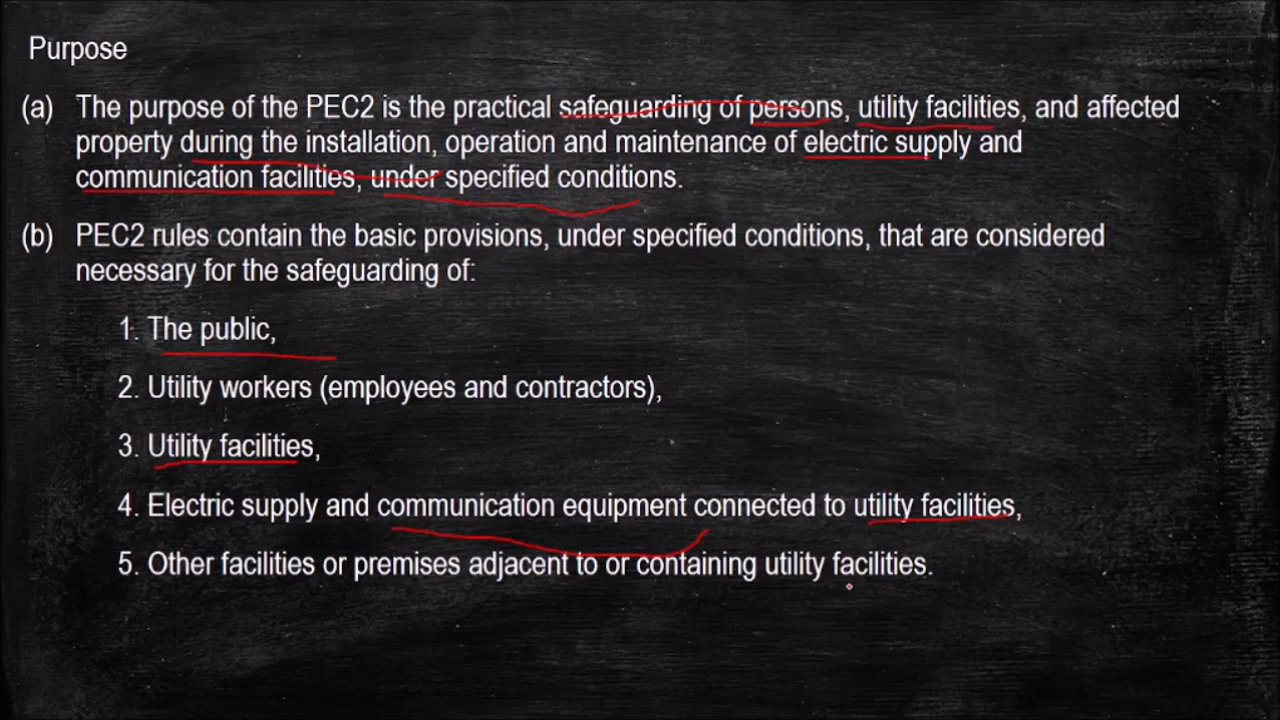 Purpose
(a) The purpose of the PEC2 is the practical safeguarding of persons, utility facilities, and affected
property during the installation, operation and maintenance of electric supply and
communication facilities, under specified conditions.
(b) PEC2 rules contain the basic provisions, under specified conditions, that are considered
necessary for the safeguarding of:
1. The public,
2. Utility workers (employees and contractors),
3. Utility facilities,
4. Electric supply and communication equipment connected to utility facilities,
5. Other facilities or premises adjacent to or containing utility facilities.